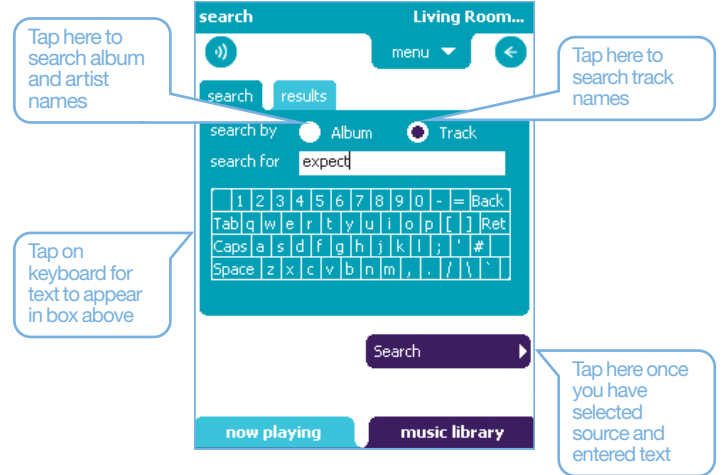 search Living Room...
Tap here to
search album
and artist
names
menu
Tap here to
search track
names
search results
search by Album Track
search for expect
1 2 3 4 5 6 7 8 9 0 - = Back
Tab q w e r t y u i o p [ ] Ret
Caps a s d f g h j k l ; ' #
Space z x c v b n m , . / \ `
Tap on
keyboard for
text to appear
in box above
Search
Tap here once
you have
selected
source and
entered text
now playing music library